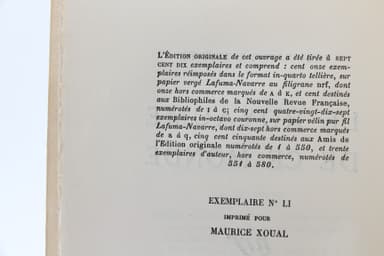 L'ÉDITION ORIGINALE de cet ouvrage a été tirée à SEPT
CENT DIX exemplaires et comprend : cent onze exem-
plaires réimposés dans le format in-quarto tellière, sur
papier vergé Lafuma-Navarre au filigrane nrf, dont
onze hors commerce marqués de A à K, et cent destinés
aux Bibliophiles de la Nouvelle Revue Française,
numérotés de I à C; cinq cent quatre-vingt-dix-sept
exemplaires in-octavo couronne, sur papier vélin pur fil
Lafuma-Navarre, dont dix-sept hors commerce marqués
de a à q, cinq cent cinquante destinés aux Amis de
l'Edition originale numérotés de 1 à 550, et trente
exemplaires d'auteur, hors commerce, numérotés de
551 à 580.
EXEMPLAIRE N° LI
IMPRIMÉ POUR
MAURICE XOUAL